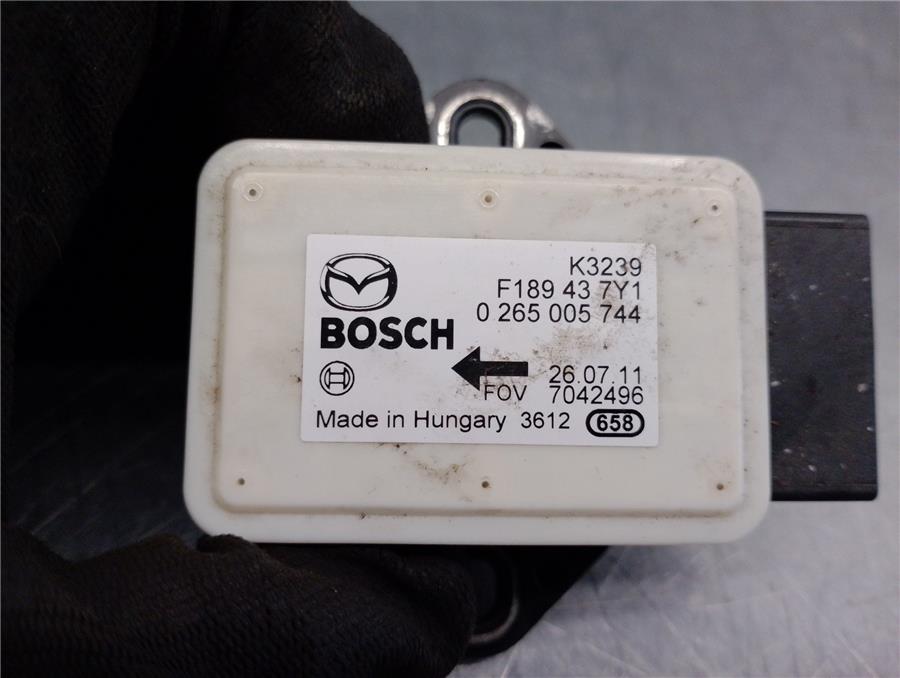 K3239
F189 43 7Y1
0 265 005 744
BOSCH
26.07.11
FOV 7042496
Made in Hungary 3612 658